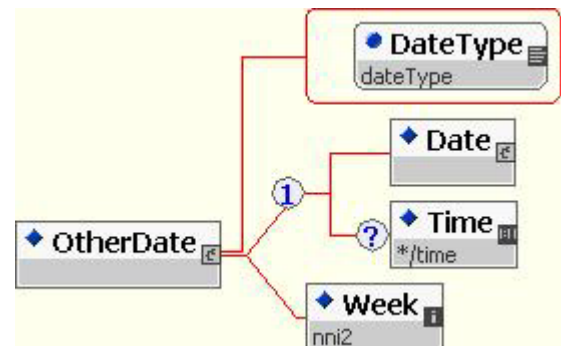 DateType
dateType
Date
1
?
Time
*/time
OtherDate
Week
nni2